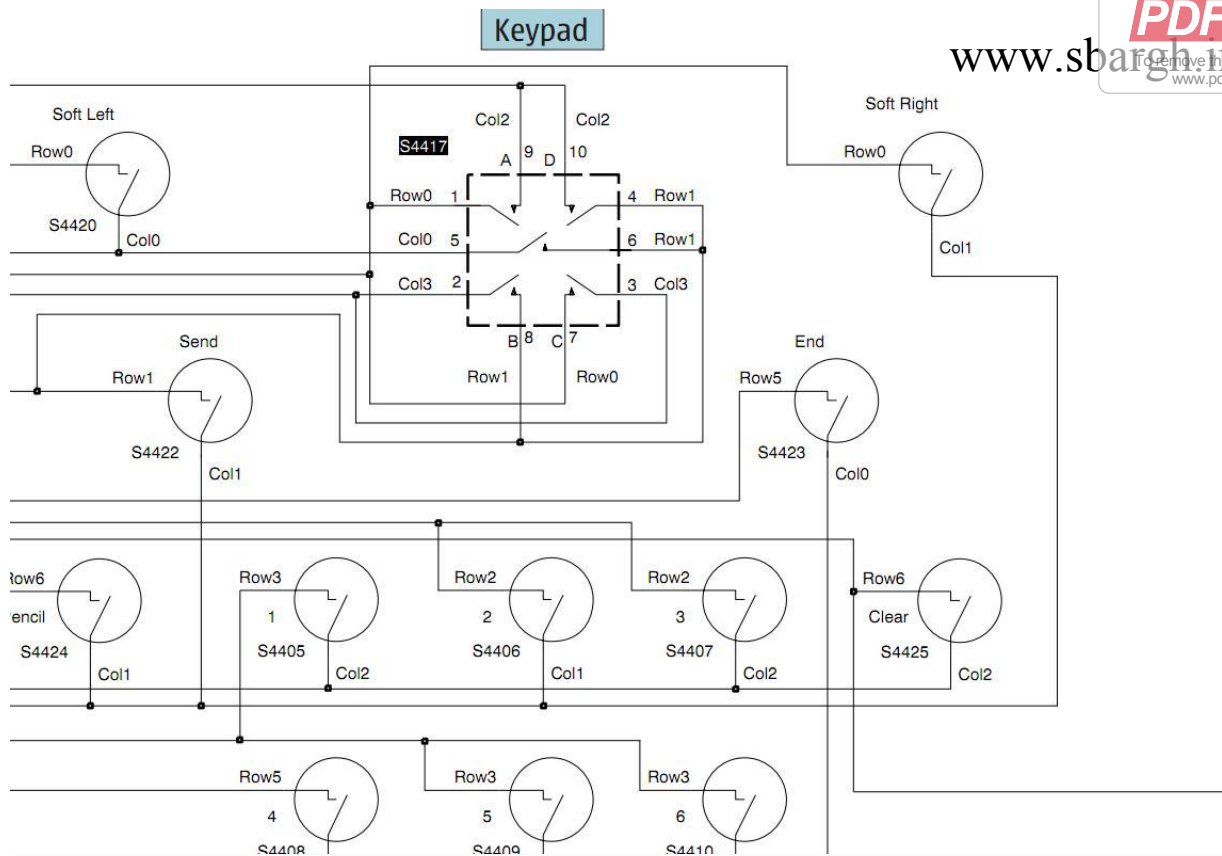 Keypad
PDF
www.sbargh.i
To remove th
www.pd
Soft Left
Soft Right
Col2 Col2
S4417
Row0
A 9 D 10
Row0
Row0 1 4 Row1
S4420
Col0
Col0 5 6 Row1
Col1
Col3 2 3 Col3
Send
B 8 C 7
End
Row1
Row1 Row0
Row5
S4422
S4423
Col1
Col0
Row6
Row3
Row2
Row2
Row6
encil
1
2
3
Clear
S4424
S4405
S4406
S4407
S4425
Col1
Col2
Col1
Col2
Col2
Row5
Row3
Row3
4
5
6
S4408
S4409
S4410